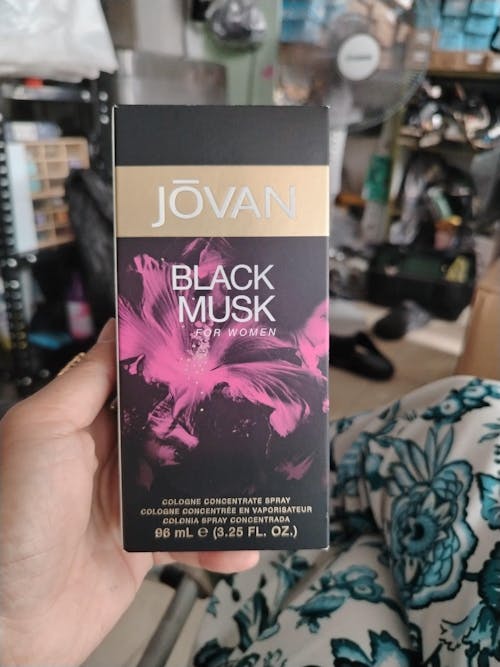 JŌVAN
BLACK
MUSK
FOR WOMEN
COLOGNE CONCENTRATE SPRAY
COLOGNE CONCENTRÉE EN VAPORISATEUR
COLONIA SPRAY CONCENTRADA
96 mL ℮ (3.25 FL. OZ.)